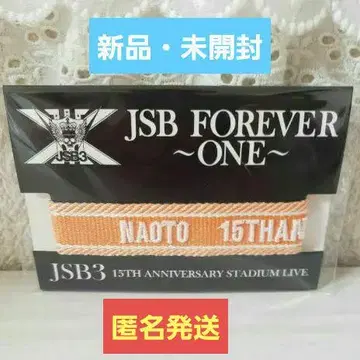 新品・未開封
JSB3
JSB FOREVER
~ONE~
NAOTO 15THAN
JSB3 15TH ANNIVERSARY STADIUM LIVE
匿名発送